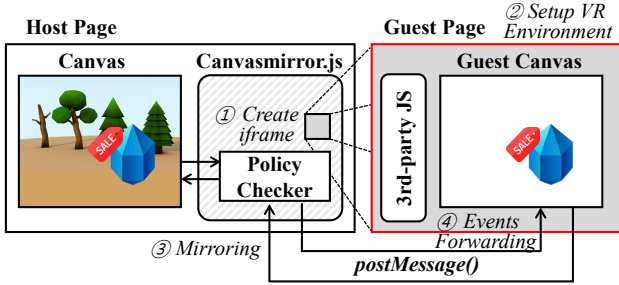 Host Page
Guest Page
② Setup VR
Environment
Canvas
Canvasmirror.js
Guest Canvas
① Create
iframe
SALE
3rd-party JS
SALE
Policy
Checker
④ Events
Forwarding
③ Mirroring
postMessage()